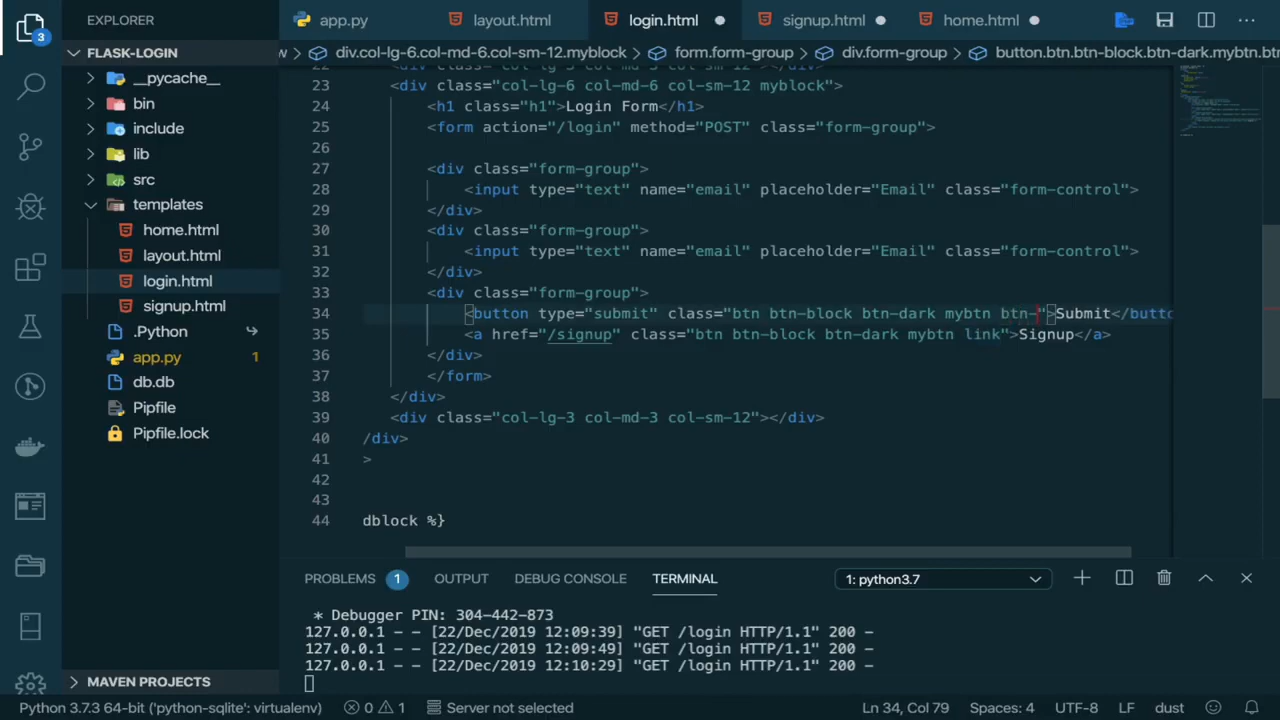 EXPLORER
app.py
layout.html
login.html
signup.html
home.html
3
FLASK-LOGIN
div.col-lg-6.col-md-6.col-sm-12.myblock
form.form-group
div.form-group
button.btn.btn-block.btn-dark.mybtn.bt
__pycache__
bin
include
lib
src
templates
home.html
layout.html
login.html
signup.html
.Python
app.py 1
db.db
Pipfile
Pipfile.lock
MAVEN PROJECTS
23 <div class="col-lg-6 col-md-6 col-sm-12 myblock">
24 <h1 class="h1">Login Form</h1>
25 <form action="/login" method="POST" class="form-group">
26
27 <div class="form-group">
28 <input type="text" name="email" placeholder="Email" class="form-control">
29 </div>
30 <div class="form-group">
31 <input type="text" name="email" placeholder="Email" class="form-control">
32 </div>
33 <div class="form-group">
34 <button type="submit" class="btn btn-block btn-dark mybtn btn-">Submit</butto
35 <a href="/signup" class="btn btn-block btn-dark mybtn link">Signup</a>
36 </div>
37 </form>
38 </div>
39 <div class="col-lg-3 col-md-3 col-sm-12"></div>
40 /div>
41 >
42
43
44 dblock %}
PROBLEMS 1 OUTPUT DEBUG CONSOLE TERMINAL 1: python3.7
* Debugger PIN: 304-442-873
127.0.0.1 - - [22/Dec/2019 12:09:39] "GET /login HTTP/1.1" 200 -
127.0.0.1 - - [22/Dec/2019 12:09:49] "GET /login HTTP/1.1" 200 -
127.0.0.1 - - [22/Dec/2019 12:10:29] "GET /login HTTP/1.1" 200 -
Python 3.7.3 64-bit ('python-sqlite': virtualenv) 0 1 Server not selected Ln 34, Col 79 Spaces: 4 UTF-8 LF HTML dust